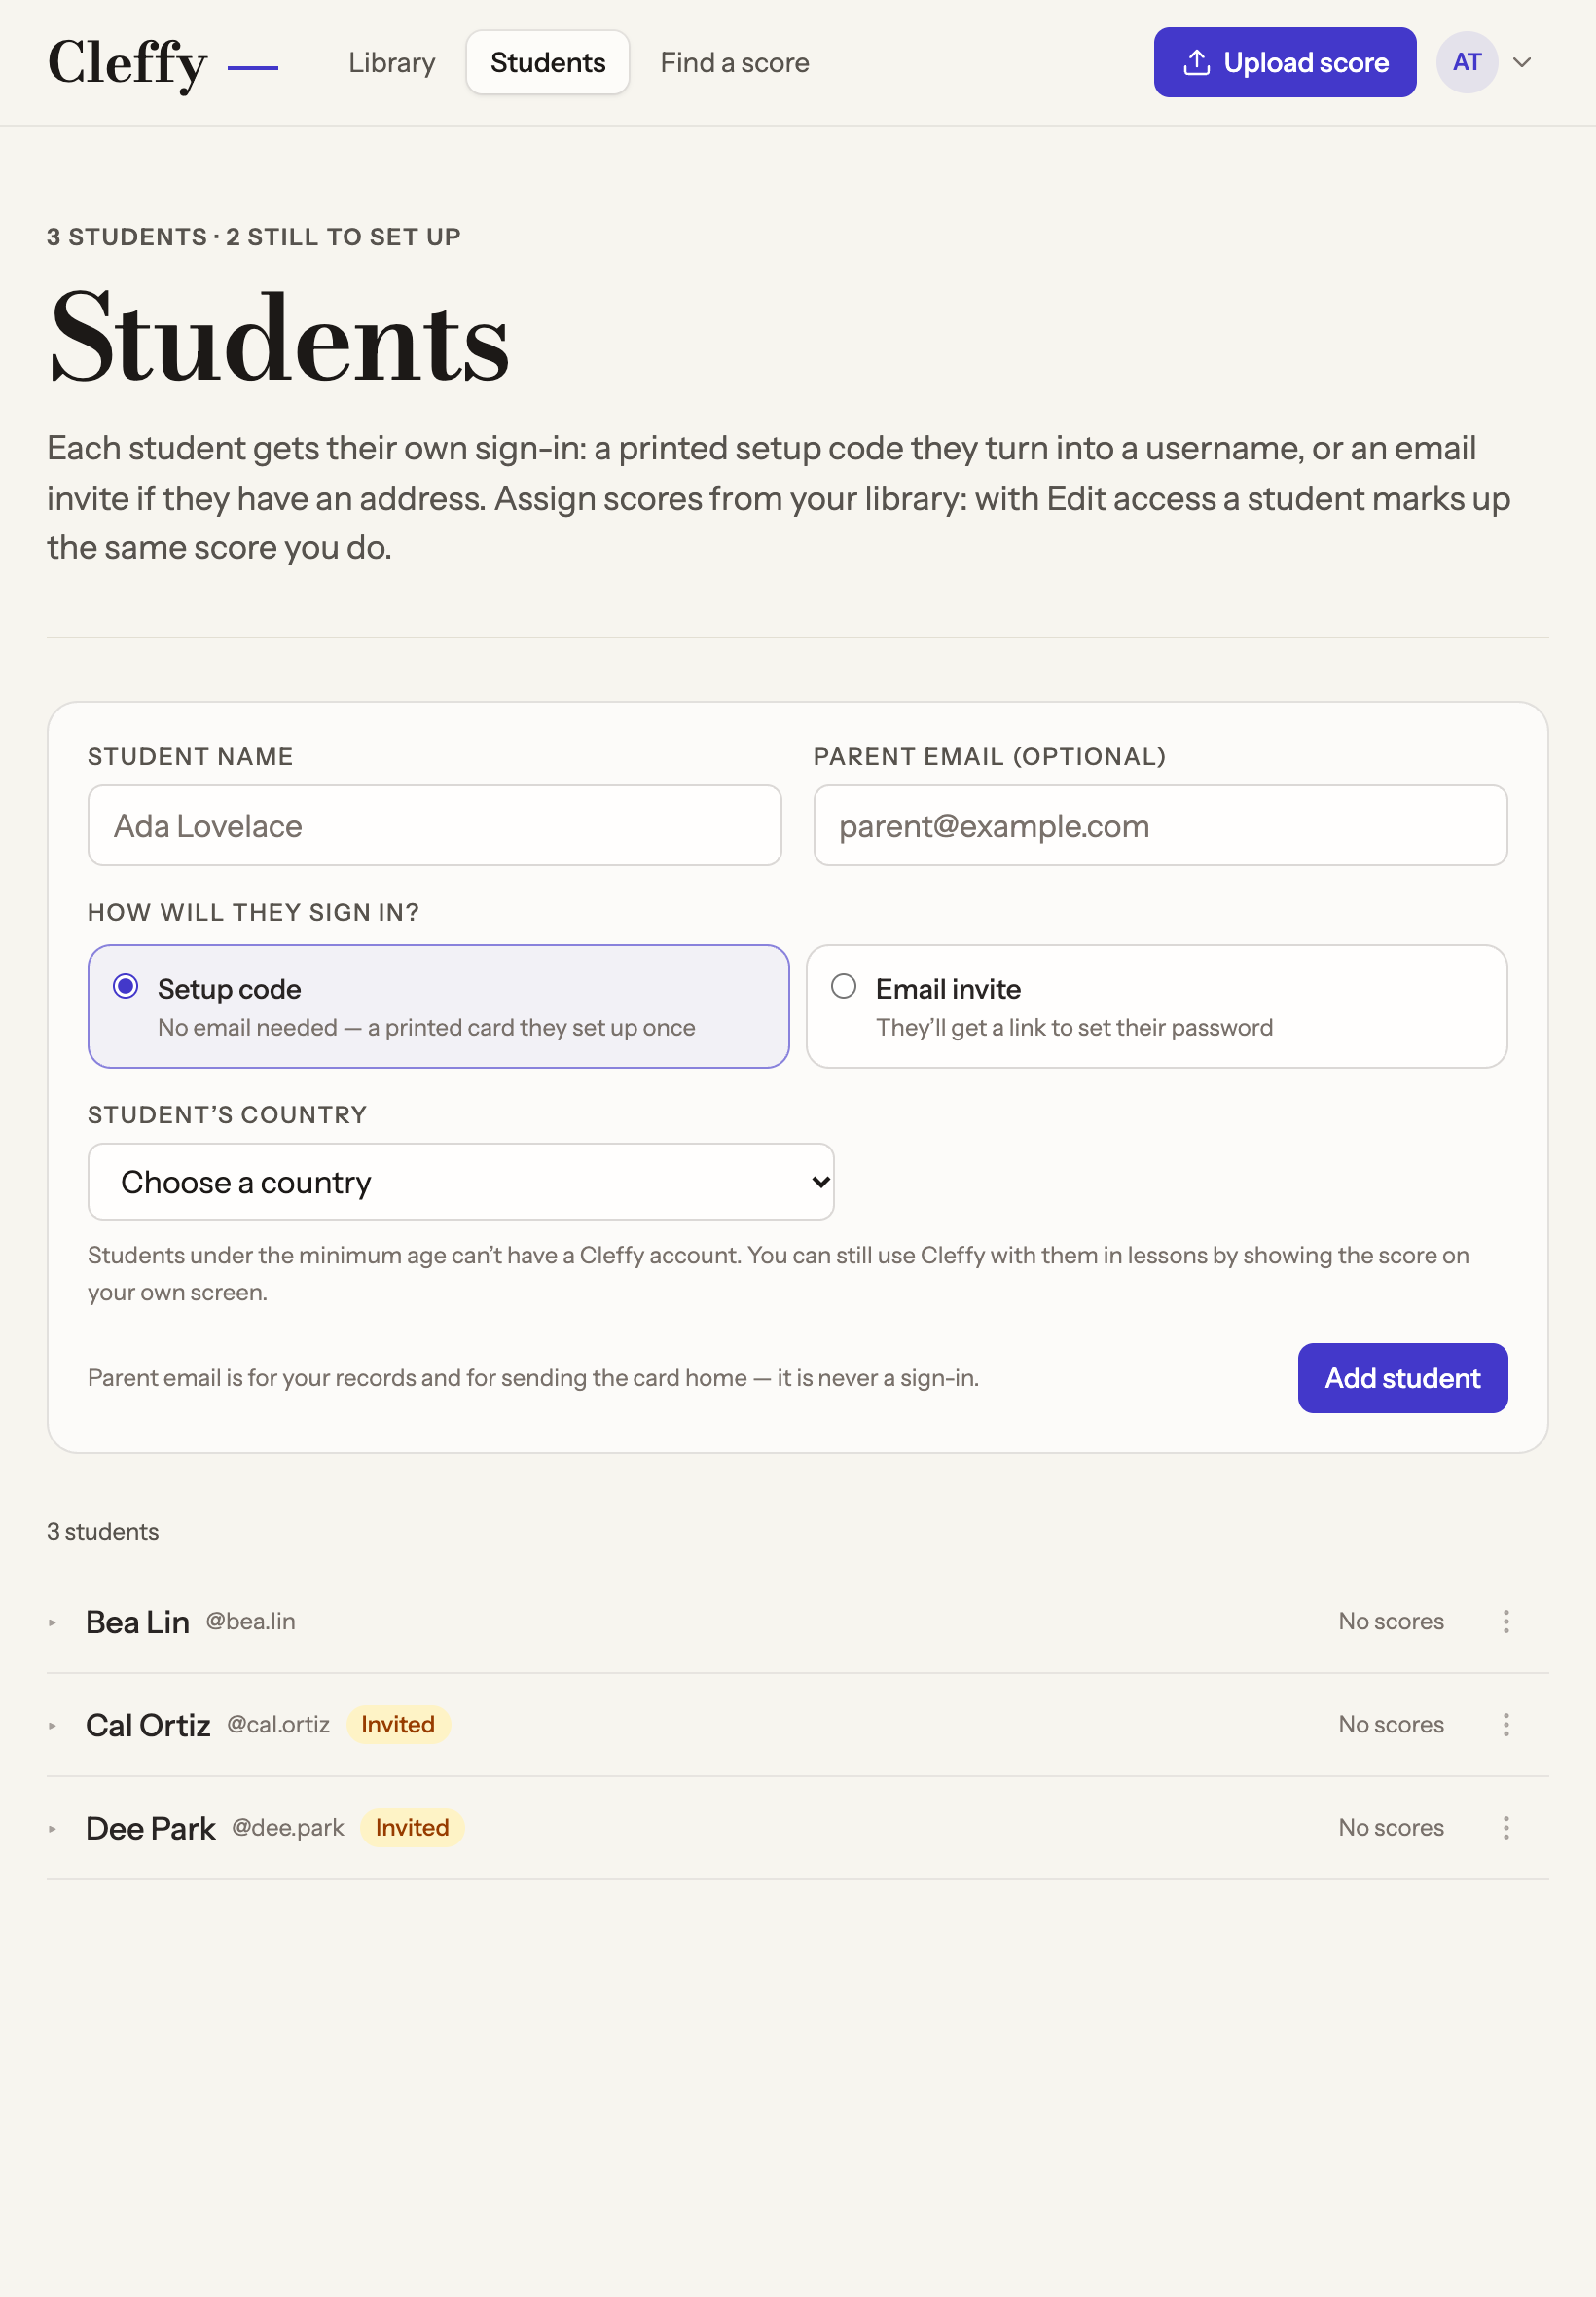 Cleffy
Library
Students
Find a score
Upload score
AT
3 STUDENTS · 2 STILL TO SET UP
Students
Each student gets their own sign-in: a printed setup code they turn into a username, or an email
invite if they have an address. Assign scores from your library: with Edit access a student marks up
the same score you do.
STUDENT NAME
Ada Lovelace
PARENT EMAIL (OPTIONAL)
parent@example.com
HOW WILL THEY SIGN IN?
Setup code
No email needed — a printed card they set up once
Email invite
They’ll get a link to set their password
STUDENT’S COUNTRY
Choose a country
Students under the minimum age can’t have a Cleffy account. You can still use Cleffy with them in lessons by showing the score on
your own screen.
Parent email is for your records and for sending the card home — it is never a sign-in.
Add student
3 students
Bea Lin @bea.lin No scores
Cal Ortiz @cal.ortiz Invited No scores
Dee Park @dee.park Invited No scores